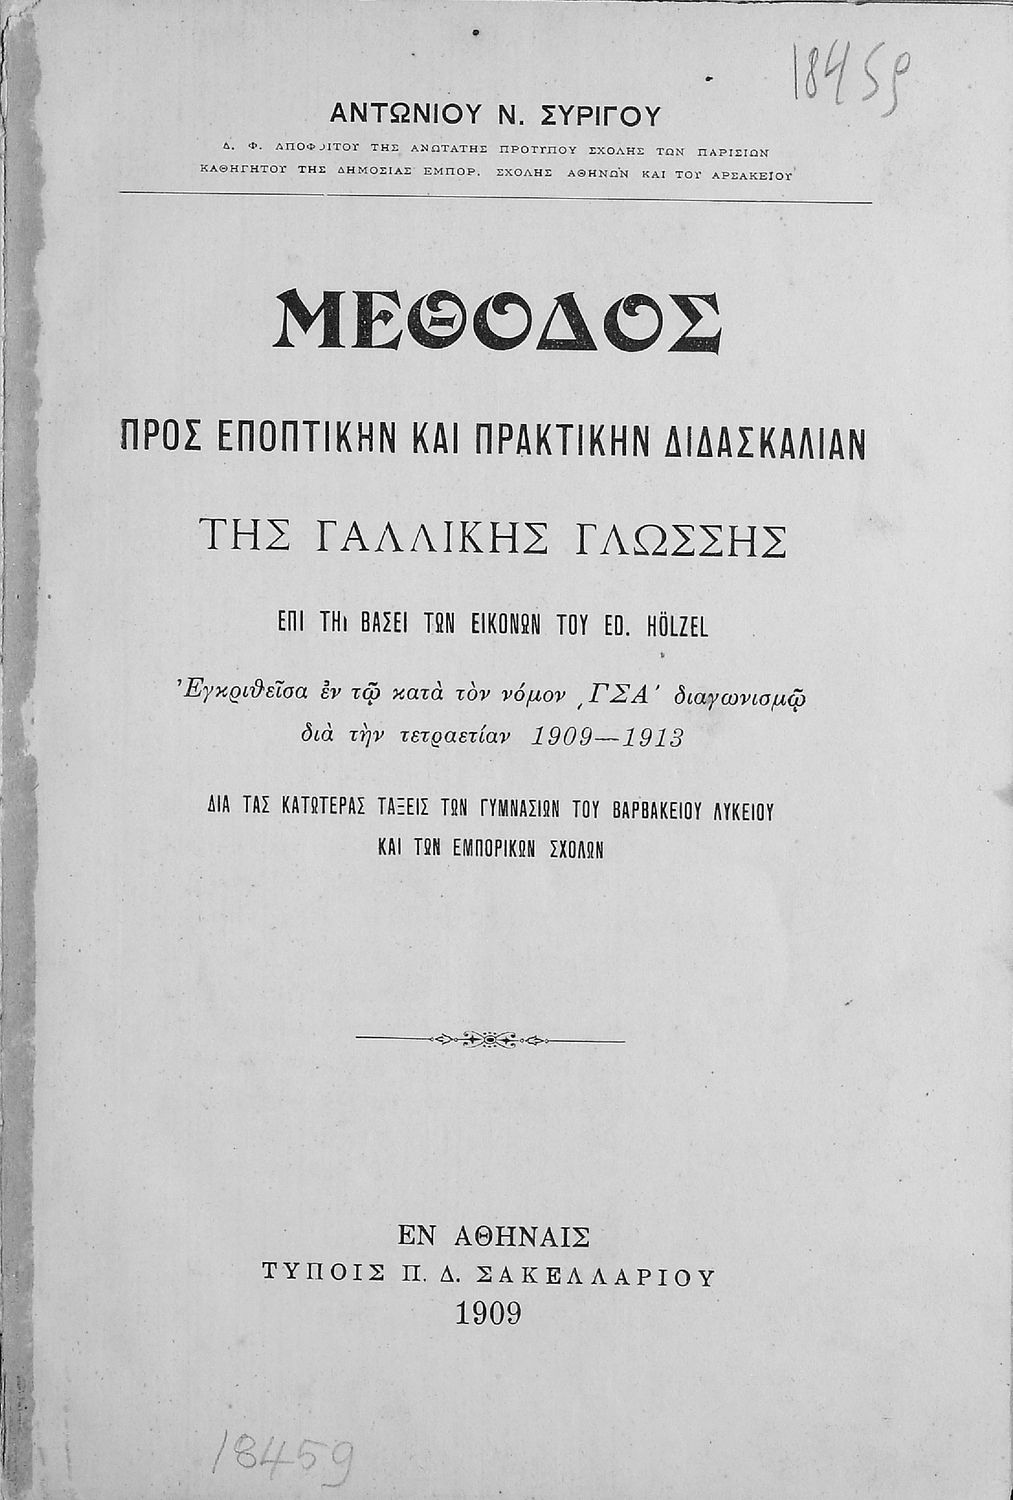 18459
ΑΝΤΩΝΙΟΥ Ν. ΣΥΡΙΓΟΥ
Δ. Φ. ΑΠΟΦΟΙΤΟΥ ΤΗΣ ΑΝΩΤΑΤΗΣ ΠΡΟΤΥΠΟΥ ΣΧΟΛΗΣ ΤΩΝ ΠΑΡΙΣΙΩΝ
ΚΑΘΗΓΗΤΟΥ ΤΗΣ ΔΗΜΟΣΙΑΣ ΕΜΠΟΡ. ΣΧΟΛΗΣ ΑΘΗΝΩΝ ΚΑΙ ΤΟΥ ΑΡΣΑΚΕΙΟΥ
ΜΕΘΟΔΟΣ
ΠΡΟΣ ΕΠΟΠΤΙΚΗΝ ΚΑΙ ΠΡΑΚΤΙΚΗΝ ΔΙΔΑΣΚΑΛΙΑΝ
ΤΗΣ ΓΑΛΛΙΚΗΣ ΓΛΩΣΣΗΣ
ΕΠΙ ΤΗι ΒΑΣΕΙ ΤΩΝ ΕΙΚΟΝΩΝ ΤΟΥ ED. HÖLZEL
Ἐγκριθεῖσα ἐν τῷ κατὰ τὸν νόμον ͵ΓΣΑʹ διαγωνισμῷ
διὰ τὴν τετραετίαν 1909—1913
ΔΙΑ ΤΑΣ ΚΑΤΩΤΕΡΑΣ ΤΑΞΕΙΣ ΤΩΝ ΓΥΜΝΑΣΙΩΝ ΤΟΥ ΒΑΡΒΑΚΕΙΟΥ ΛΥΚΕΙΟΥ
ΚΑΙ ΤΩΝ ΕΜΠΟΡΙΚΩΝ ΣΧΟΛΩΝ
ΕΝ ΑΘΗΝΑΙΣ
ΤΥΠΟΙΣ Π. Δ. ΣΑΚΕΛΛΑΡΙΟΥ
1909
18459